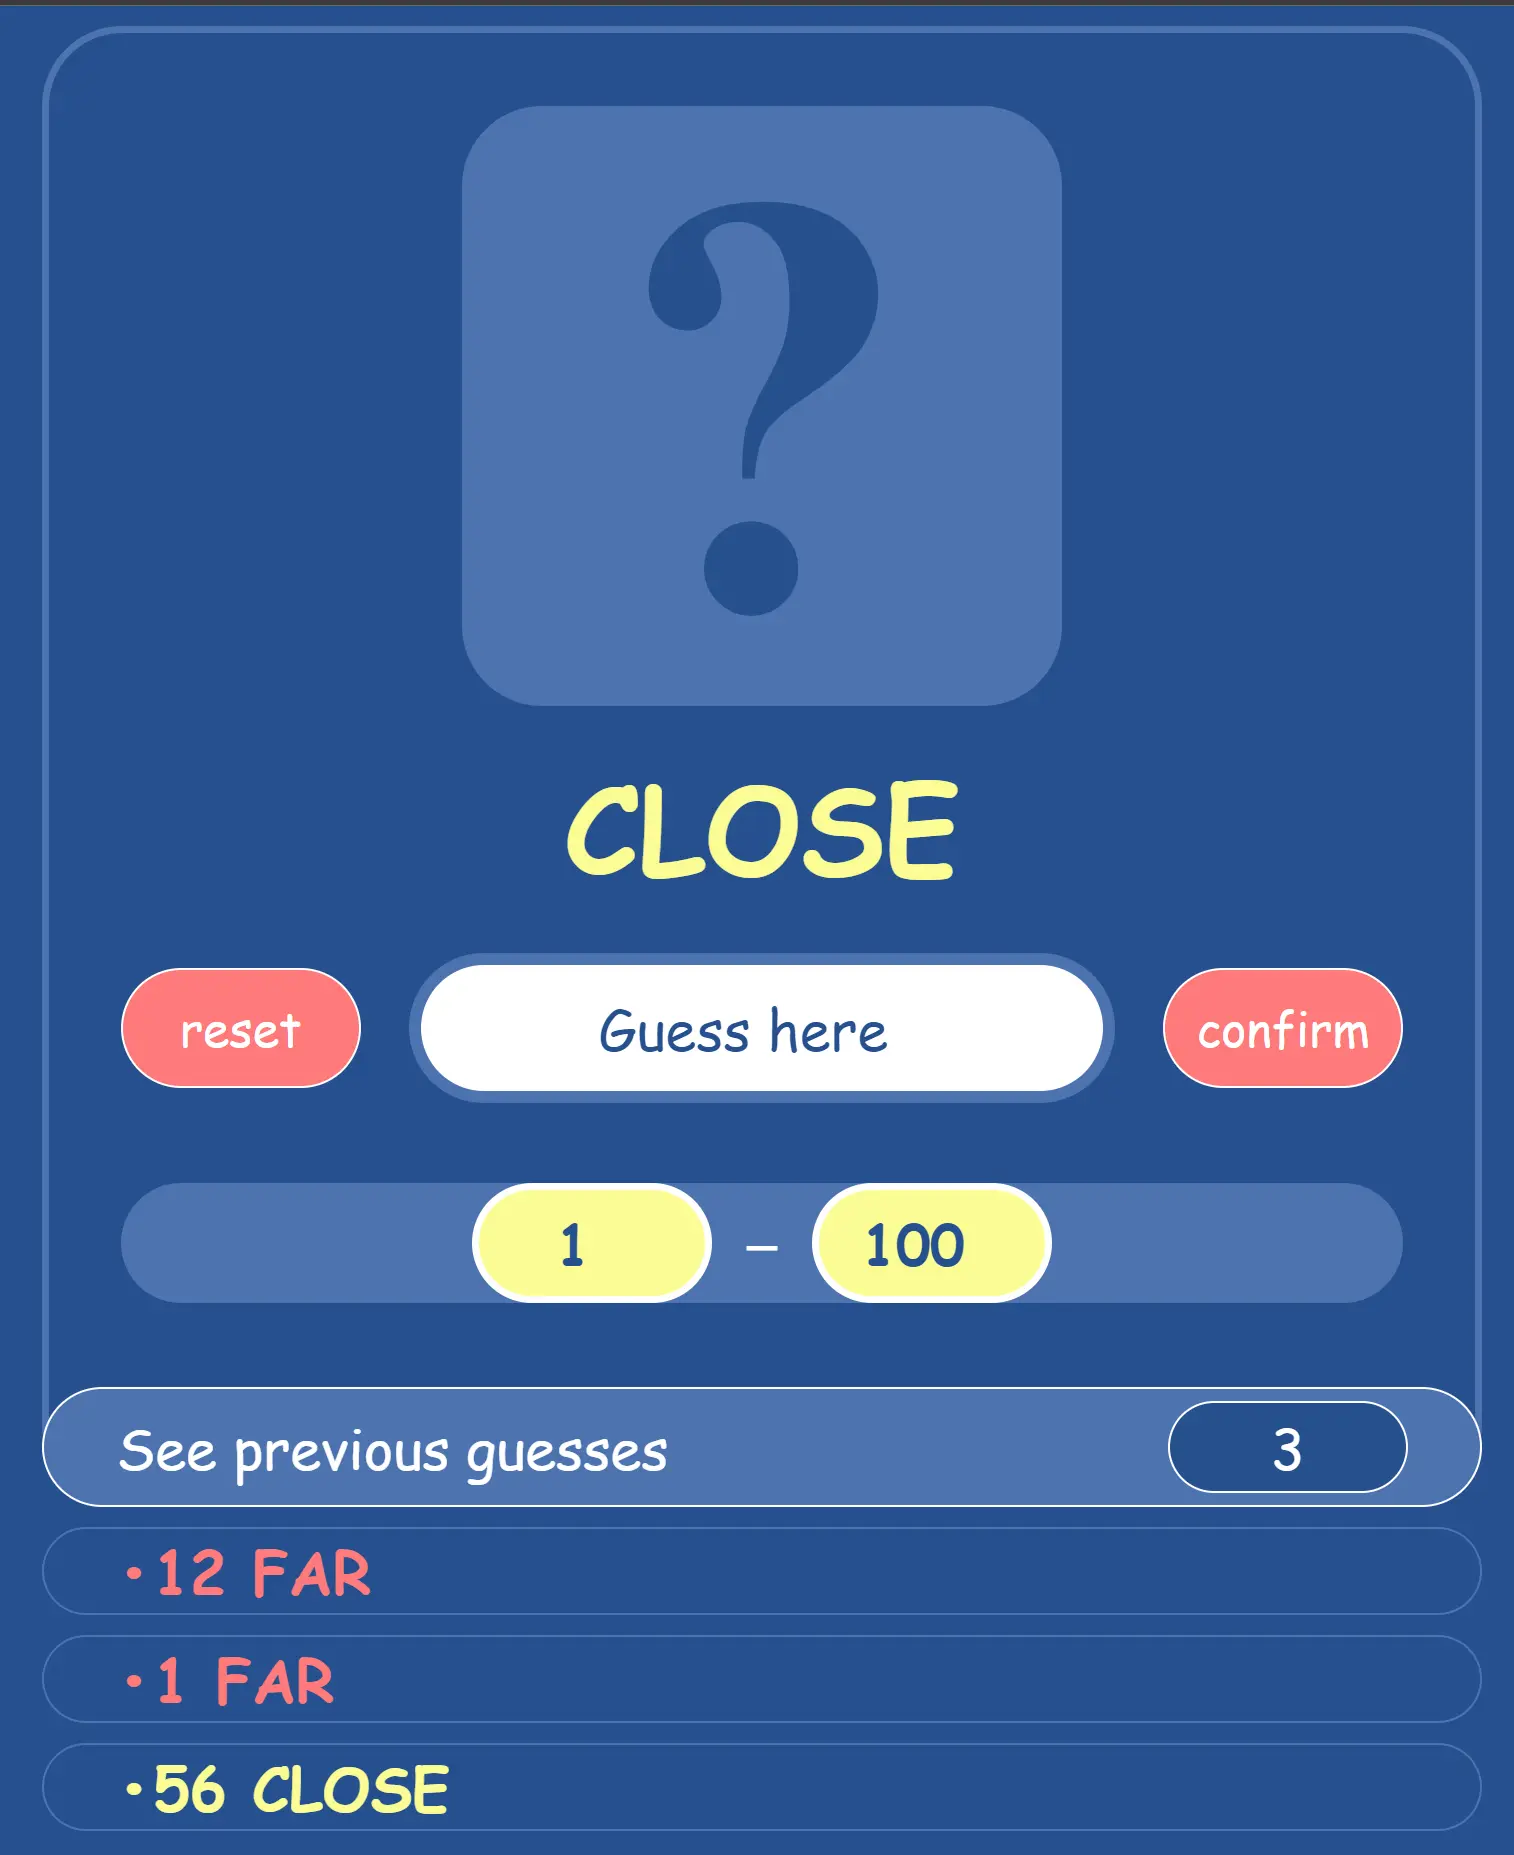 ?
CLOSE
reset
Guess here
confirm
1 – 100
See previous guesses 3
•12 FAR
•1 FAR
•56 CLOSE